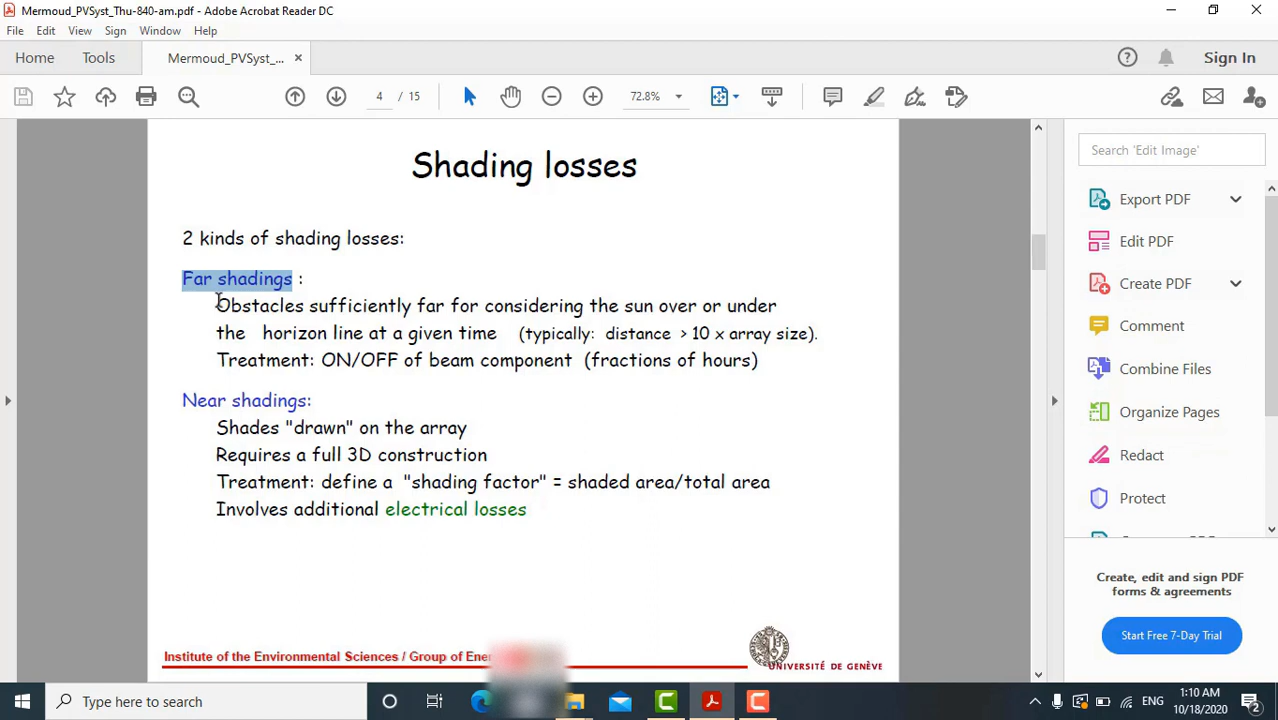 Mermoud_PVSyst_Thu-840-am.pdf - Adobe Acrobat Reader DC
File Edit View Sign Window Help
Home Tools Mermoud_PVSyst_... Sign In
4 / 15 72.8%
Shading losses
2 kinds of shading losses:
Far shadings :
Obstacles sufficiently far for considering the sun over or under
the horizon line at a given time (typically: distance > 10 x array size).
Treatment: ON/OFF of beam component (fractions of hours)
Near shadings:
Shades "drawn" on the array
Requires a full 3D construction
Treatment: define a "shading factor" = shaded area/total area
Involves additional electrical losses
Institute of the Environmental Sciences / Group of
UNIVERSITÉ DE GENÈVE
Search 'Edit Image'
Export PDF
Edit PDF
Create PDF
Comment
Combine Files
Organize Pages
Redact
Protect
Create, edit and sign PDF
forms & agreements
Start Free 7-Day Trial
Type here to search
ENG
1:10 AM
10/18/2020
2